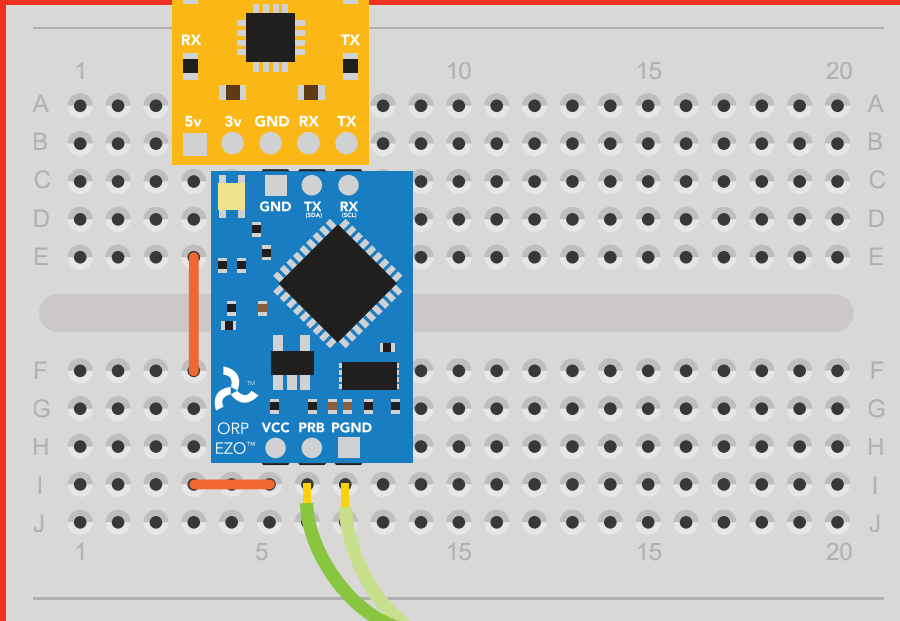 RX TX
1 10 15 20
A A
5v 3v GND RX TX
B B
C C
GND TX RX
(SDA) (SCL)
D D
E E
F F
TM
G G
ORP VCC PRB PGND
H H
EZO™
I I
J J
1 5 15 15 20